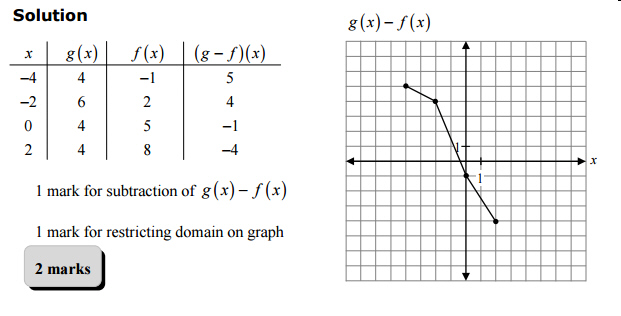 Solution
x g(x) f(x) (g – f)(x)
–4 4 –1 5
–2 6 2 4
0 4 5 –1
2 4 8 –4
1 mark for subtraction of g(x) – f(x)
1 mark for restricting domain on graph
2 marks
g(x) – f(x)
1
x
1